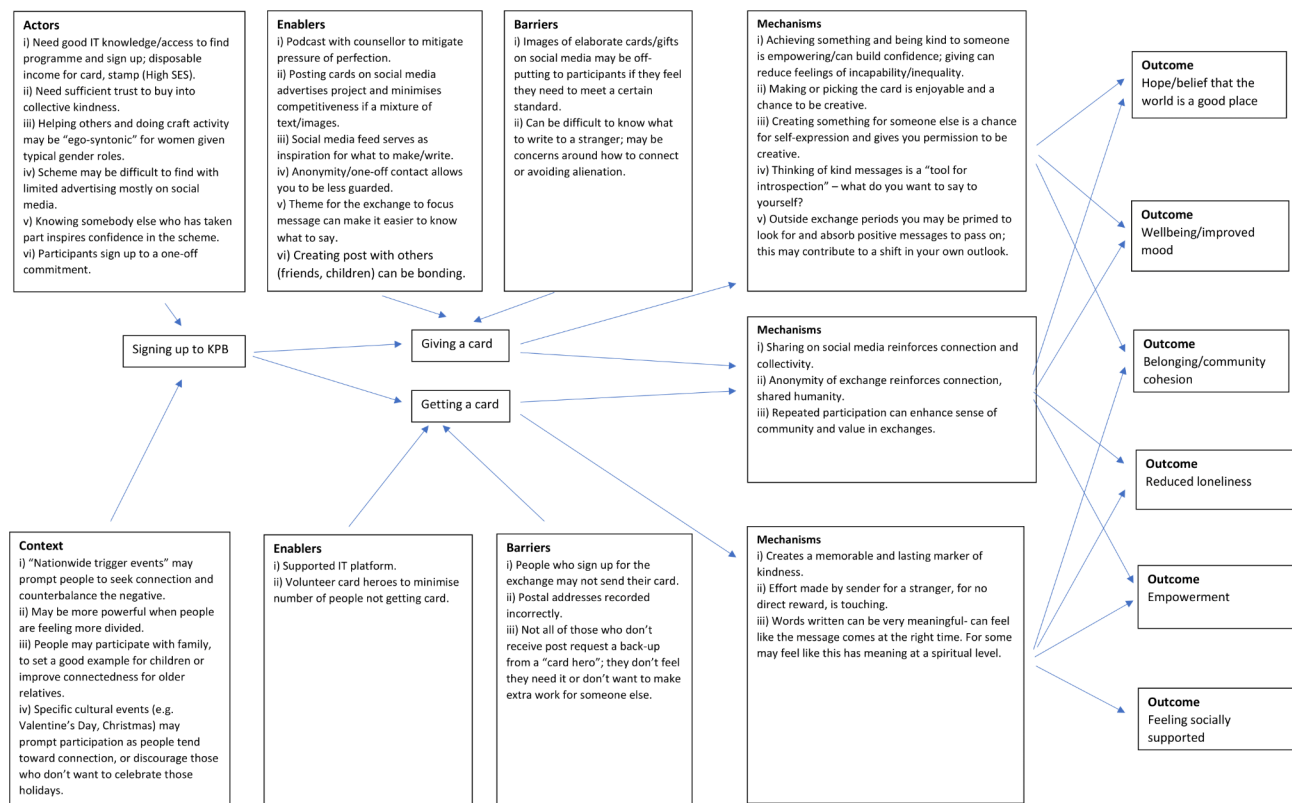 Actors
i) Need good IT knowledge/access to find
programme and sign up; disposable
income for card, stamp (High SES).
ii) Need sufficient trust to buy into
collective kindness.
iii) Helping others and doing craft activity
may be “ego-syntonic” for women given
typical gender roles.
iv) Scheme may be difficult to find with
limited advertising mostly on social
media.
v) Knowing somebody else who has taken
part inspires confidence in the scheme.
vi) Participants sign up to a one-off
commitment.
Enablers
i) Podcast with counsellor to mitigate
pressure of perfection.
ii) Posting cards on social media
advertises project and minimises
competitiveness if a mixture of
text/images.
iii) Social media feed serves as
inspiration for what to make/write.
iv) Anonymity/one-off contact allows
you to be less guarded.
v) Theme for the exchange to focus
message can make it easier to know
what to say.
vi) Creating post with others
(friends, children) can be bonding.
Barriers
i) Images of elaborate cards/gifts
on social media may be off-
putting to participants if they feel
they need to meet a certain
standard.
ii) Can be difficult to know what
to write to a stranger; may be
concerns around how to connect
or avoiding alienation.
Mechanisms
i) Achieving something and being kind to someone
is empowering/can build confidence; giving can
reduce feelings of incapability/inequality.
ii) Making or picking the card is enjoyable and a
chance to be creative.
iii) Creating something for someone else is a chance
for self-expression and gives you permission to be
creative.
iv) Thinking of kind messages is a “tool for
introspection” – what do you want to say to
yourself?
v) Outside exchange periods you may be primed to
look for and absorb positive messages to pass on;
this may contribute to a shift in your own outlook.
Outcome
Hope/belief that the
world is a good place
Outcome
Wellbeing/improved
mood
Signing up to KPB
Giving a card
Getting a card
Mechanisms
i) Sharing on social media reinforces connection and
collectivity.
ii) Anonymity of exchange reinforces connection,
shared humanity.
iii) Repeated participation can enhance sense of
community and value in exchanges.
Outcome
Belonging/community
cohesion
Outcome
Reduced loneliness
Context
i) “Nationwide trigger events” may
prompt people to seek connection and
counterbalance the negative.
ii) May be more powerful when people
are feeling more divided.
iii) People may participate with family,
to set a good example for children or
improve connectedness for older
relatives.
iv) Specific cultural events (e.g.
Valentine’s Day, Christmas) may
prompt participation as people tend
toward connection, or discourage those
who don’t want to celebrate those
holidays.
Enablers
i) Supported IT platform.
ii) Volunteer card heroes to minimise
number of people not getting card.
Barriers
i) People who sign up for the
exchange may not send their card.
ii) Postal addresses recorded
incorrectly.
iii) Not all of those who don’t
receive post request a back-up
from a “card hero”; they don’t feel
they need it or don’t want to make
extra work for someone else.
Mechanisms
i) Creates a memorable and lasting marker of
kindness.
ii) Effort made by sender for a stranger, for no
direct reward, is touching.
iii) Words written can be very meaningful- can feel
like the message comes at the right time. For some
may feel like this has meaning at a spiritual level.
Outcome
Empowerment
Outcome
Feeling socially
supported